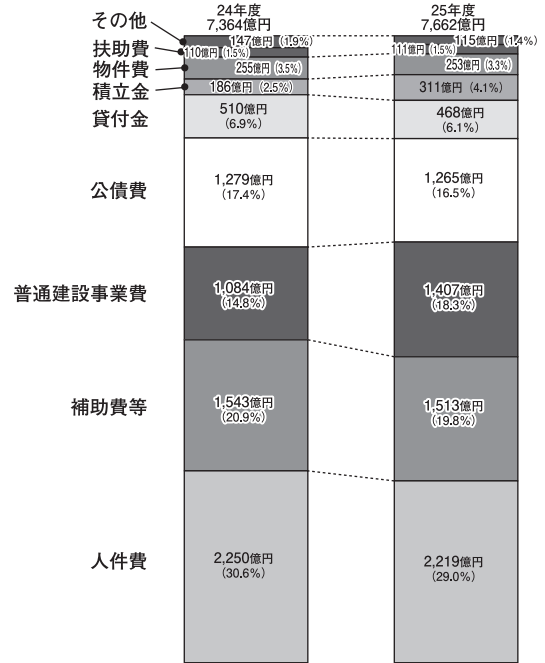 24年度
7,364億円
25年度
7,662億円
その他
147億円 (1.9%)
115億円 (1.4%)
扶助費
110億円 (1.5%)
111億円 (1.5%)
物件費
255億円 (3.5%)
253億円 (3.3%)
積立金
186億円 (2.5%)
311億円 (4.1%)
貸付金
510億円
(6.9%)
468億円
(6.1%)
公債費
1,279億円
(17.4%)
1,265億円
(16.5%)
普通建設事業費
1,084億円
(14.8%)
1,407億円
(18.3%)
補助費等
1,543億円
(20.9%)
1,513億円
(19.8%)
人件費
2,250億円
(30.6%)
2,219億円
(29.0%)